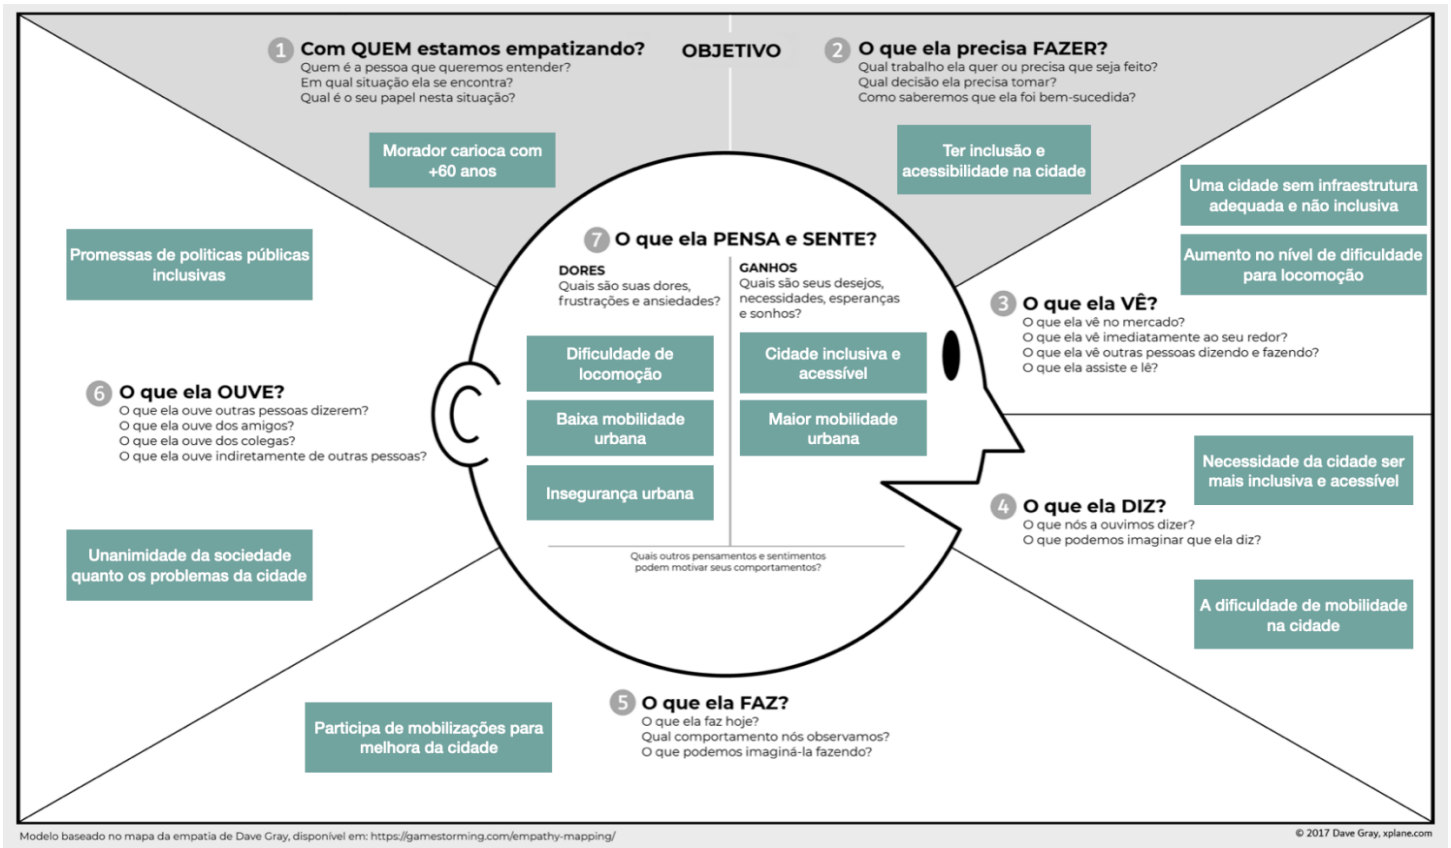 1 Com QUEM estamos empatizando?
Quem é a pessoa que queremos entender?
Em qual situação ela se encontra?
Qual é o seu papel nesta situação?
Morador carioca com
+60 anos
OBJETIVO
2 O que ela precisa FAZER?
Qual trabalho ela quer ou precisa que seja feito?
Qual decisão ela precisa tomar?
Como saberemos que ela foi bem-sucedida?
Ter inclusão e
acessibilidade na cidade
Uma cidade sem infraestrutura
adequada e não inclusiva
Aumento no nível de dificuldade
para locomoção
3 O que ela VÊ?
O que ela vê no mercado?
O que ela vê imediatamente ao seu redor?
O que ela vê outras pessoas dizendo e fazendo?
O que ela assiste e lê?
Necessidade da cidade ser
mais inclusiva e acessível
4 O que ela DIZ?
O que nós a ouvimos dizer?
O que podemos imaginar que ela diz?
A dificuldade de mobilidade
na cidade
5 O que ela FAZ?
O que ela faz hoje?
Qual comportamento nós observamos?
O que podemos imaginá-la fazendo?
Participa de mobilizações para
melhora da cidade
Promessas de politicas públicas
inclusivas
6 O que ela OUVE?
O que ela ouve outras pessoas dizerem?
O que ela ouve dos amigos?
O que ela ouve dos colegas?
O que ela ouve indiretamente de outras pessoas?
Unanimidade da sociedade
quanto os problemas da cidade
7 O que ela PENSA e SENTE?
DORES
Quais são suas dores,
frustrações e ansiedades?
Dificuldade de
locomoção
Baixa mobilidade
urbana
Insegurança urbana
GANHOS
Quais são seus desejos,
necessidades, esperanças
e sonhos?
Cidade inclusiva e
acessível
Maior mobilidade
urbana
Quais outros pensamentos e sentimentos
podem motivar seus comportamentos?
Modelo baseado no mapa da empatia de Dave Gray, disponível em: https://gamestorming.com/empathy-mapping/
© 2017 Dave Gray, xplane.com